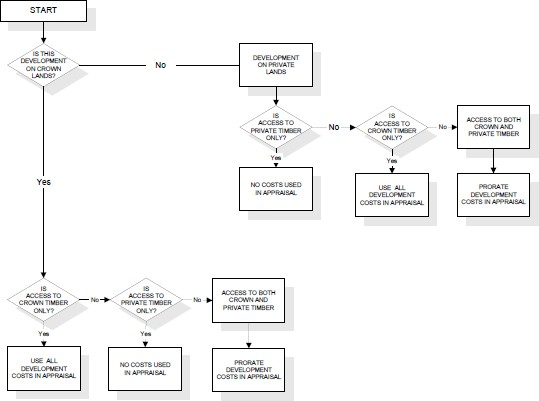 START
IS THIS
DEVELOPMENT
ON CROWN
LANDS?
No
DEVELOPMENT
ON PRIVATE
LANDS
IS
ACCESS TO
PRIVATE TIMBER
ONLY?
No
IS
ACCESS TO
CROWN TIMBER
ONLY?
No
ACCESS TO BOTH
CROWN AND
PRIVATE TIMBER
Yes
Yes
NO COSTS USED
IN APPRAISAL
USE ALL
DEVELOPMENT
COSTS IN APPRAISAL
PRORATE
DEVELOPMENT
COSTS IN APPRAISAL
Yes
IS
ACCESS TO
CROWN TIMBER
ONLY?
No
IS
ACCESS TO
PRIVATE TIMBER
ONLY?
No
ACCESS TO BOTH
CROWN AND
PRIVATE TIMBER
Yes
Yes
USE ALL
DEVELOPMENT
COSTS IN APPRAISAL
NO COSTS USED
IN APPRAISAL
PRORATE
DEVELOPMENT
COSTS IN APPRAISAL